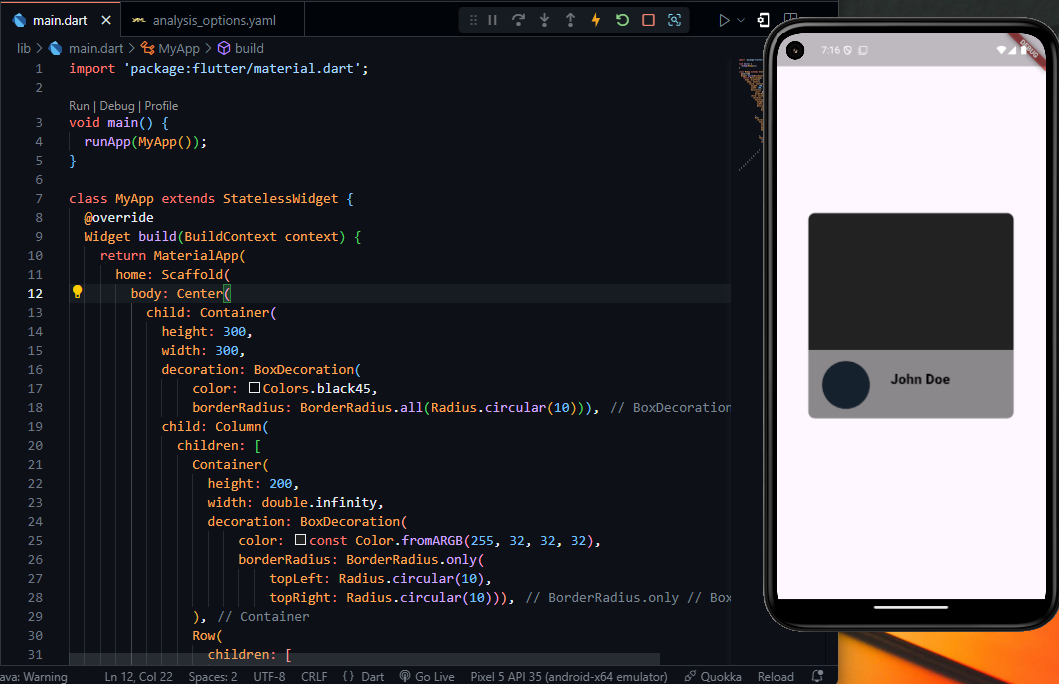 main.dart
analysis_options.yaml
lib > main.dart > MyApp > build
1 import 'package:flutter/material.dart';
2
Run | Debug | Profile
3 void main() {
4 runApp(MyApp());
5 }
6
7 class MyApp extends StatelessWidget {
8 @override
9 Widget build(BuildContext context) {
10 return MaterialApp(
11 home: Scaffold(
12 body: Center(
13 child: Container(
14 height: 300,
15 width: 300,
16 decoration: BoxDecoration(
17 color: Colors.black45,
18 borderRadius: BorderRadius.all(Radius.circular(10))), // BoxDecoration
19 child: Column(
20 children: [
21 Container(
22 height: 200,
23 width: double.infinity,
24 decoration: BoxDecoration(
25 color: const Color.fromARGB(255, 32, 32, 32),
26 borderRadius: BorderRadius.only(
27 topLeft: Radius.circular(10),
28 topRight: Radius.circular(10))), // BorderRadius.only // Box
29 ), // Container
30 Row(
31 children: [
ava: Warning
Ln 12, Col 22
Spaces: 2
UTF-8
CRLF
{ } Dart
Go Live
Pixel 5 API 35 (android-x64 emulator)
Quokka
Reload
7:16
DEBUG
John Doe